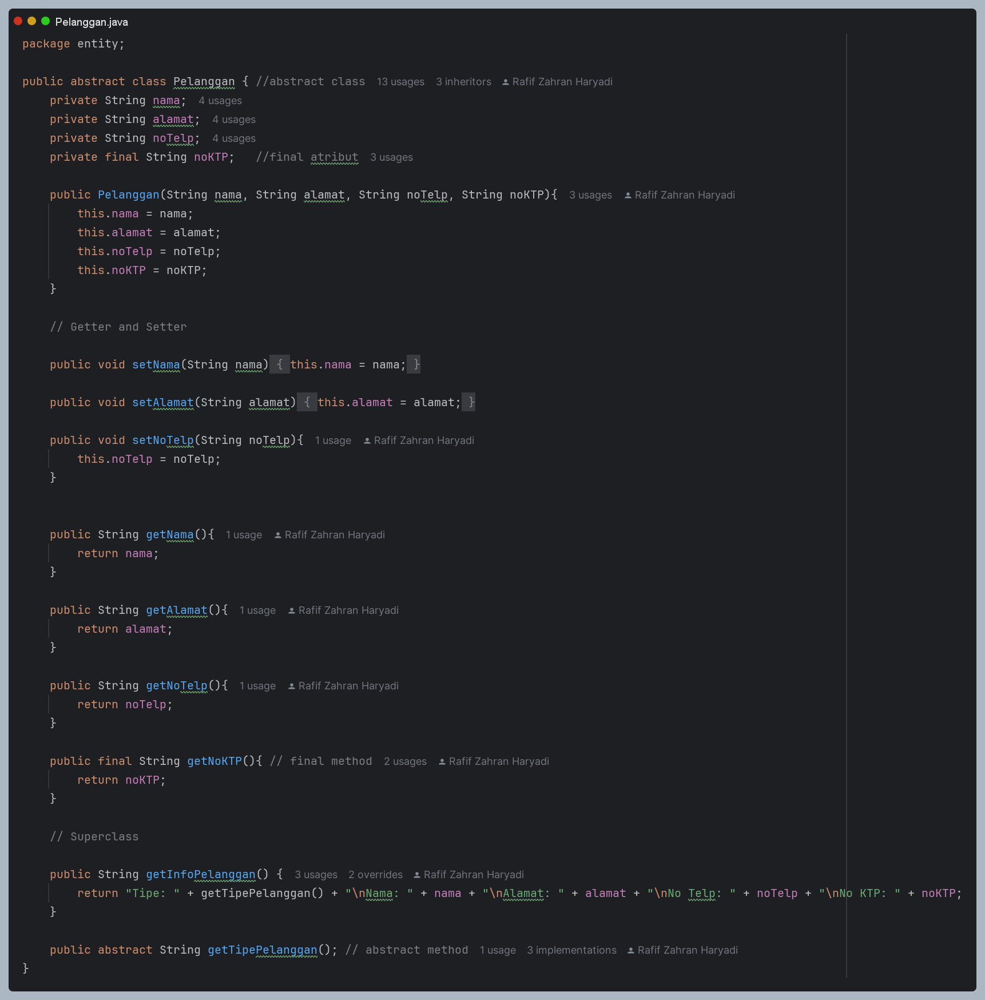 Pelanggan.java
package entity;
public abstract class Pelanggan { //abstract class 13 usages 3 inheritors Rafif Zahran Haryadi
private String nama; 4 usages
private String alamat; 4 usages
private String noTelp; 4 usages
private final String noKTP; //final atribut 3 usages
public Pelanggan(String nama, String alamat, String noTelp, String noKTP){ 3 usages Rafif Zahran Haryadi
this.nama = nama;
this.alamat = alamat;
this.noTelp = noTelp;
this.noKTP = noKTP;
}
// Getter and Setter
public void setNama(String nama) { this.nama = nama; }
public void setAlamat(String alamat) { this.alamat = alamat; }
public void setNoTelp(String noTelp){ 1 usage Rafif Zahran Haryadi
this.noTelp = noTelp;
}
public String getNama(){ 1 usage Rafif Zahran Haryadi
return nama;
}
public String getAlamat(){ 1 usage Rafif Zahran Haryadi
return alamat;
}
public String getNoTelp(){ 1 usage Rafif Zahran Haryadi
return noTelp;
}
public final String getNoKTP(){ // final method 2 usages Rafif Zahran Haryadi
return noKTP;
}
// Superclass
public String getInfoPelanggan() { 3 usages 2 overrides Rafif Zahran Haryadi
return "Tipe: " + getTipePelanggan() + "\nNama: " + nama + "\nAlamat: " + alamat + "\nNo Telp: " + noTelp + "\nNo KTP: " + noKTP;
}
public abstract String getTipePelanggan(); // abstract method 1 usage 3 implementations Rafif Zahran Haryadi
}